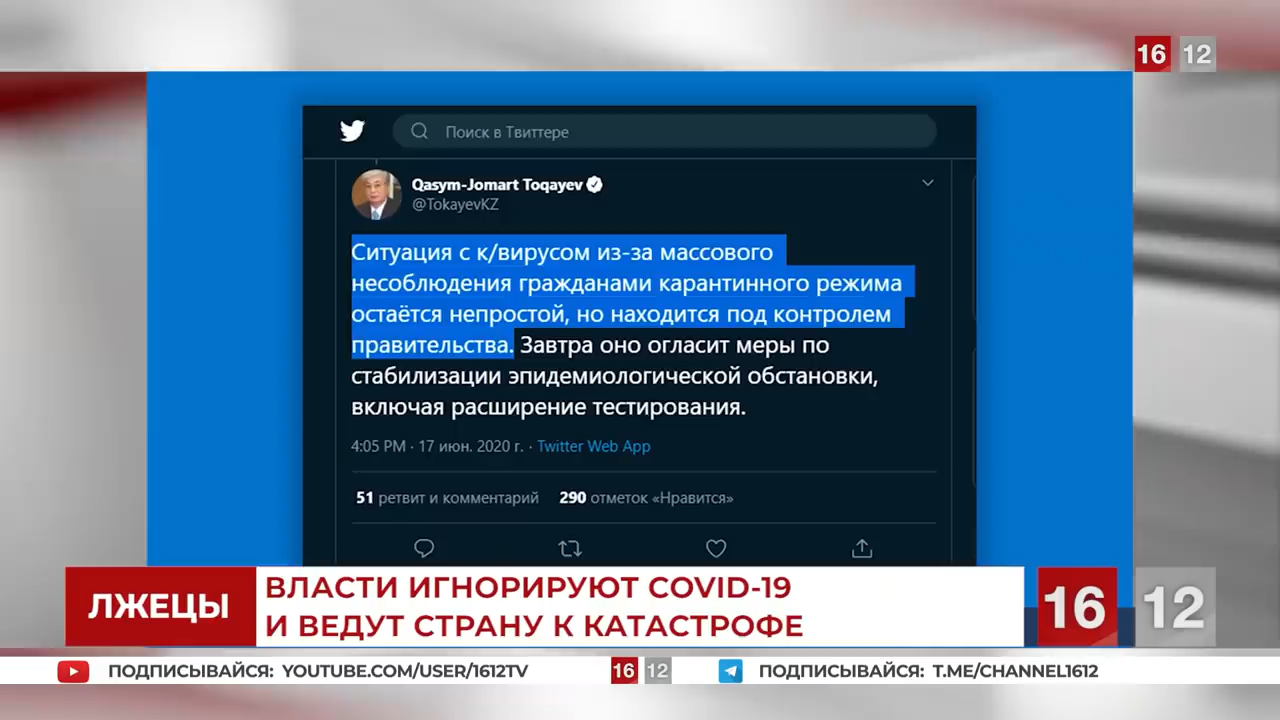 16 12
Поиск в Твиттере
Qasym-Jomart Toqayev
@TokayevKZ
Ситуация с к/вирусом из-за массового
несоблюдения гражданами карантинного режима
остаётся непростой, но находится под контролем
правительства. Завтра оно огласит меры по
стабилизации эпидемиологической обстановки,
включая расширение тестирования.
4:05 PM · 17 июн. 2020 г. · Twitter Web App
51 ретвит и комментарий 290 отметок «Нравится»
ЛЖЕЦЫ
ВЛАСТИ ИГНОРИРУЮТ COVID-19
И ВЕДУТ СТРАНУ К КАТАСТРОФЕ
16 12
ПОДПИСЫВАЙСЯ: YOUTUBE.COM/USER/1612TV 16 12 ПОДПИСЫВАЙСЯ: T.ME/CHANNEL1612